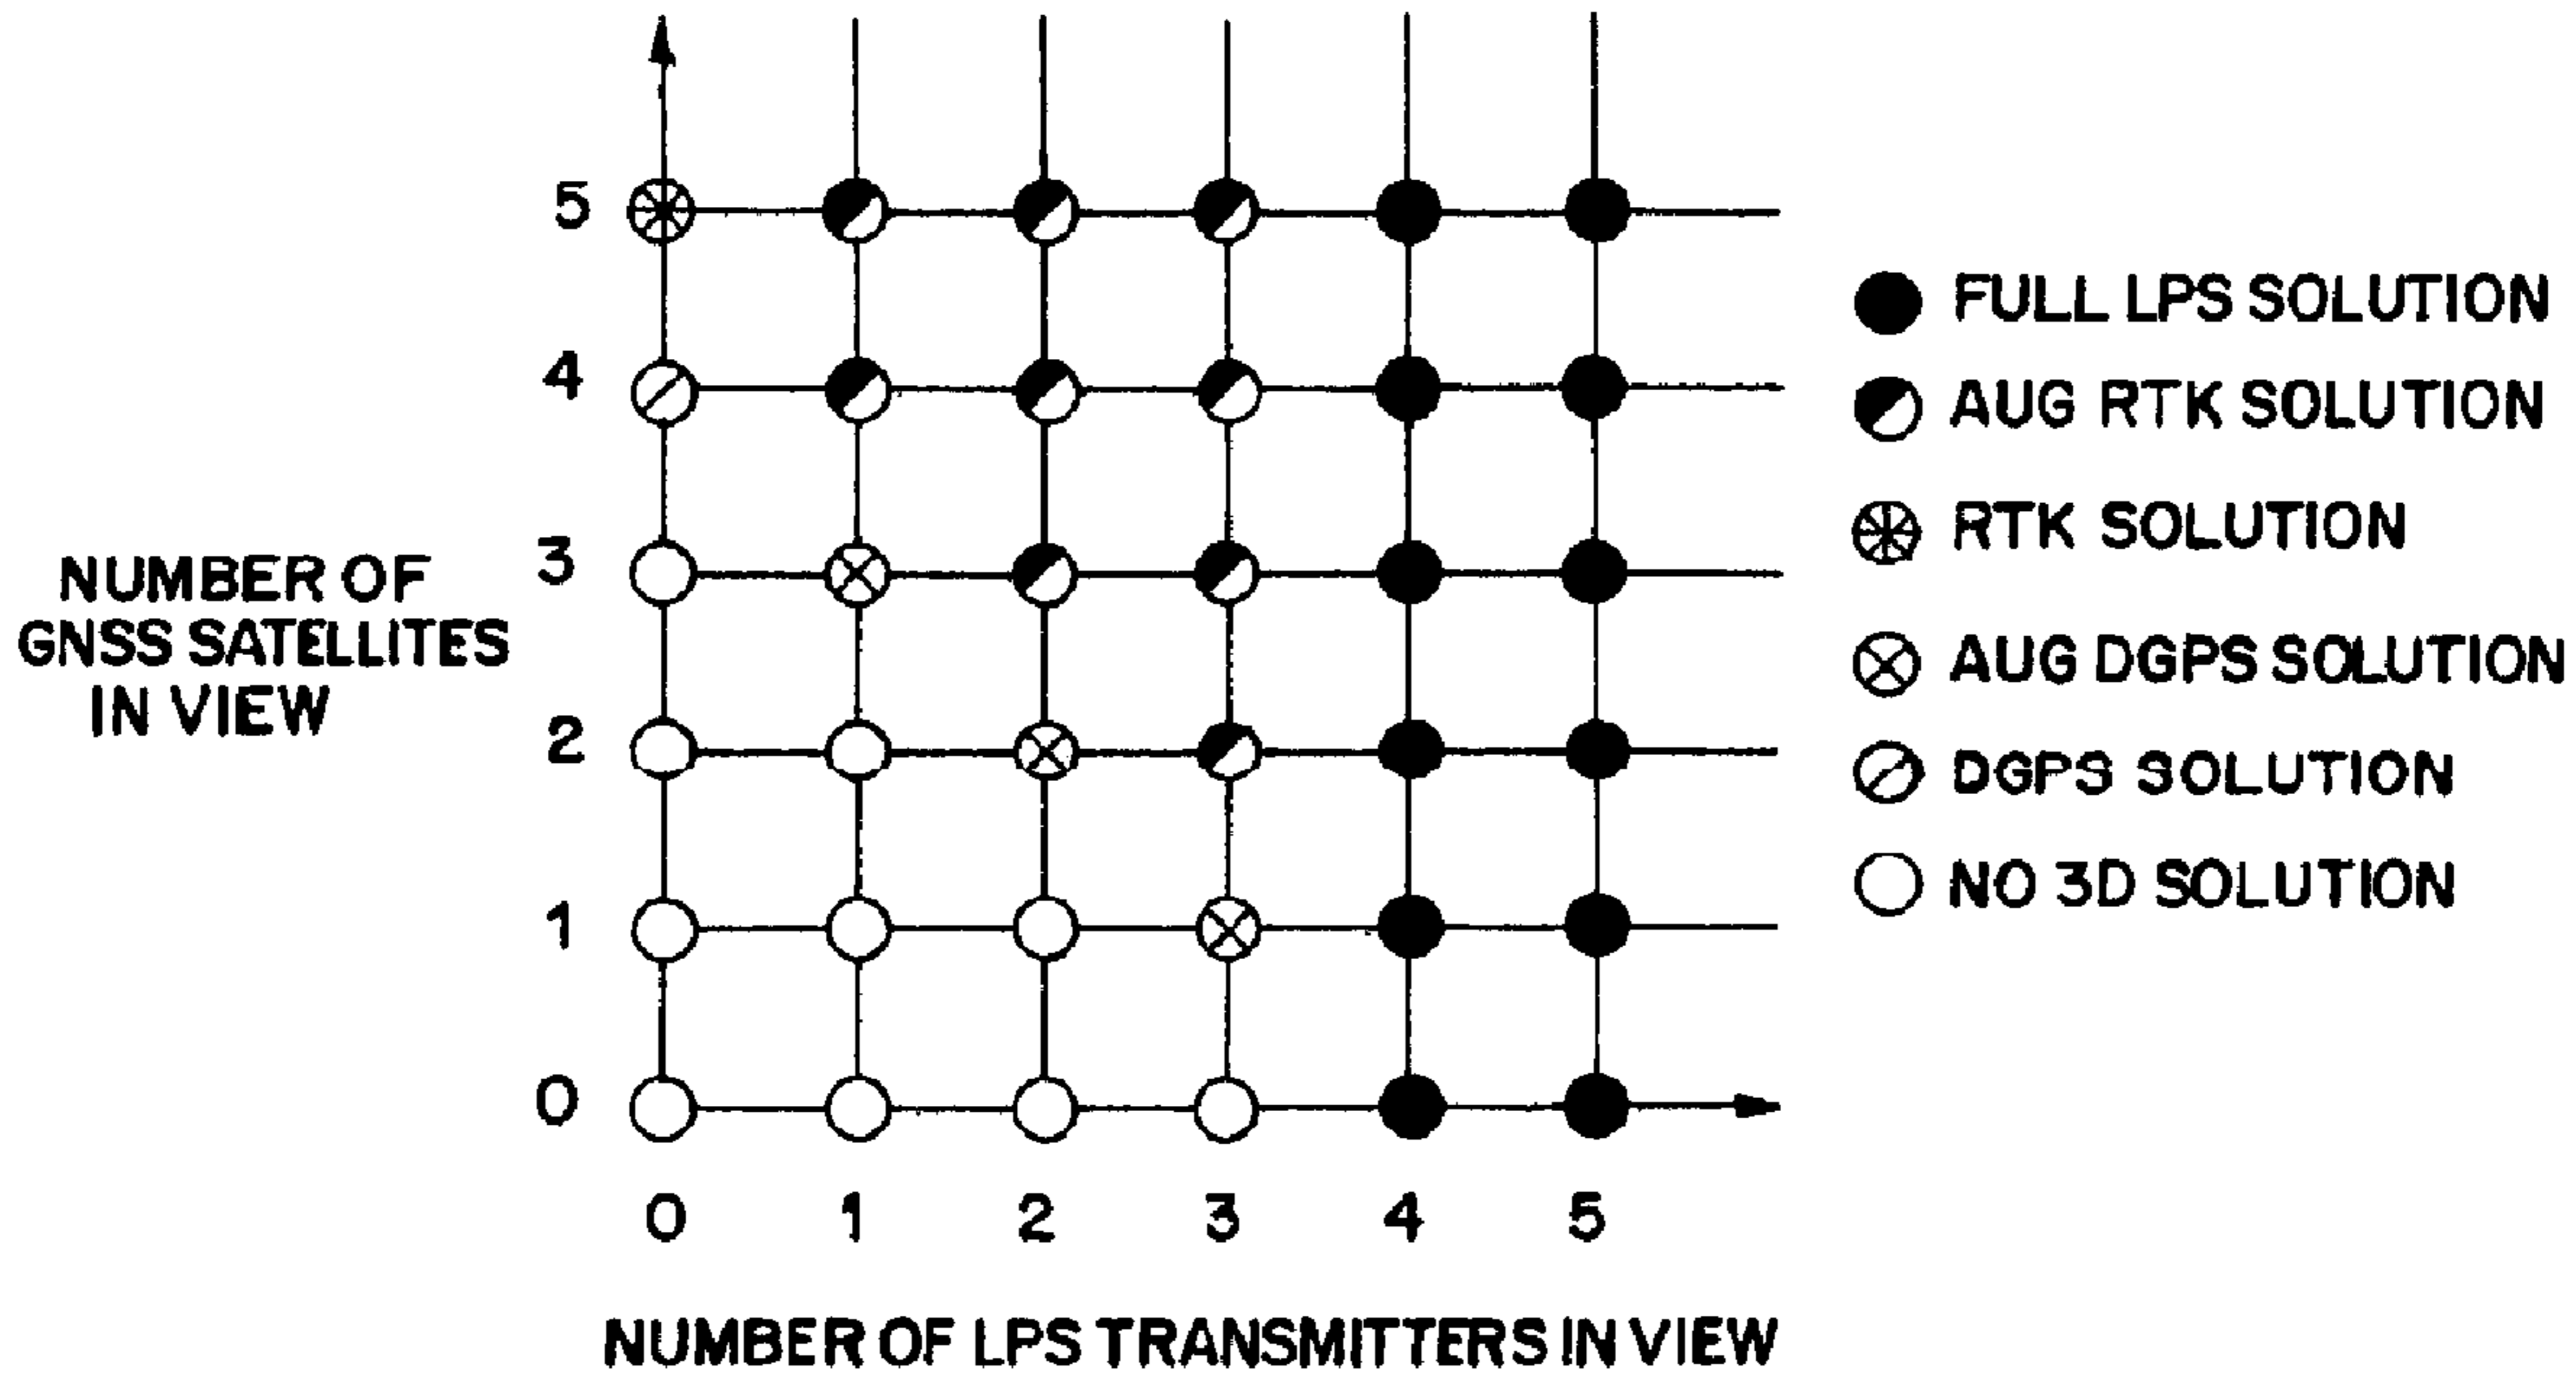 5
4
3
2
1
0
NUMBER OF
GNSS SATELLITES
IN VIEW
0 1 2 3 4 5
NUMBER OF LPS TRANSMITTERS IN VIEW
FULL LPS SOLUTION
AUG RTK SOLUTION
RTK SOLUTION
AUG DGPS SOLUTION
DGPS SOLUTION
NO 3D SOLUTION